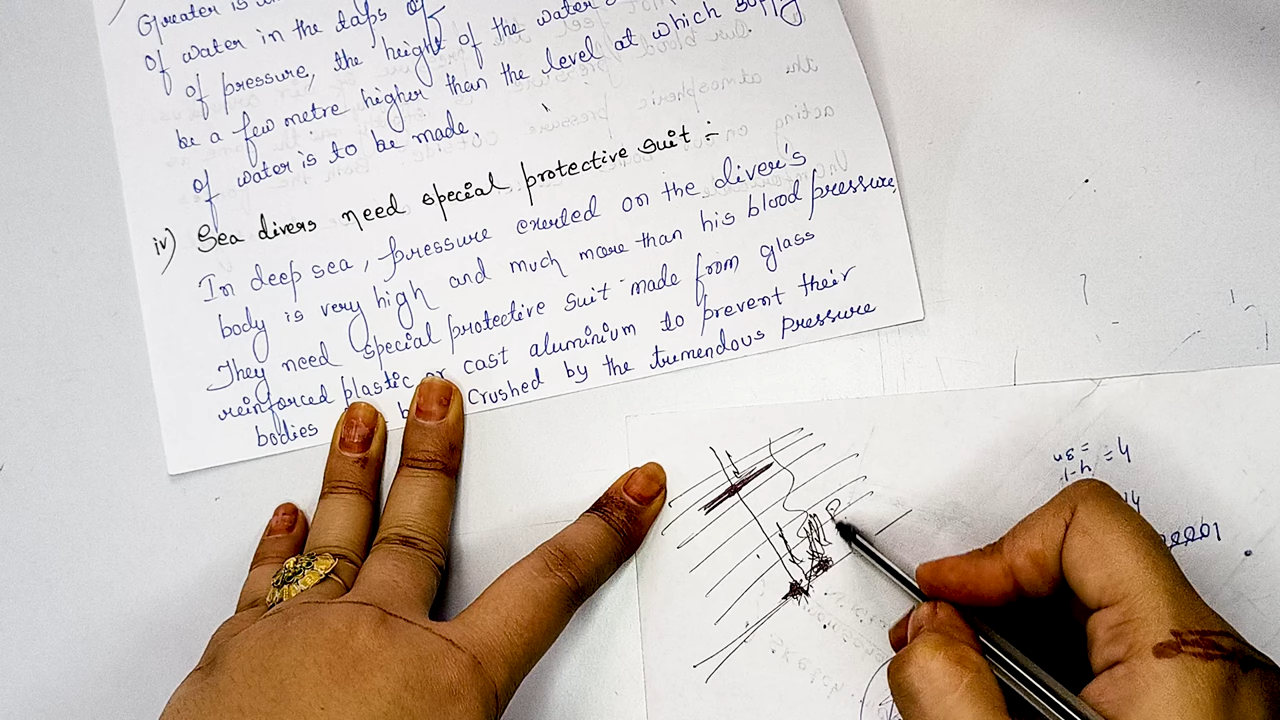 Greater is
of water in the taps of
of pressure, the height of the water
be a few metre higher than the level at which supply
of water is to be made.
iv) Sea divers need special protective suit :-
In deep sea, pressure exerted on the diver's
body is very high and much more than his blood pressure.
They need special protective suit made from glass
reinforced plastic or cast aluminium to prevent their
bodies crushed by the tremendous pressure
P